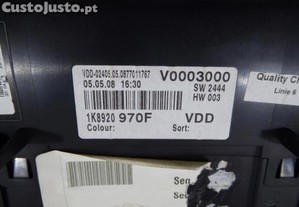 CustoJusto.pt
VDD-02405.05.0877011767
V0003000
05.05.08 16:30
SW 2444
HW 003
1K8920 970F VDD
Colour: Sort:
Quality
Linie 6